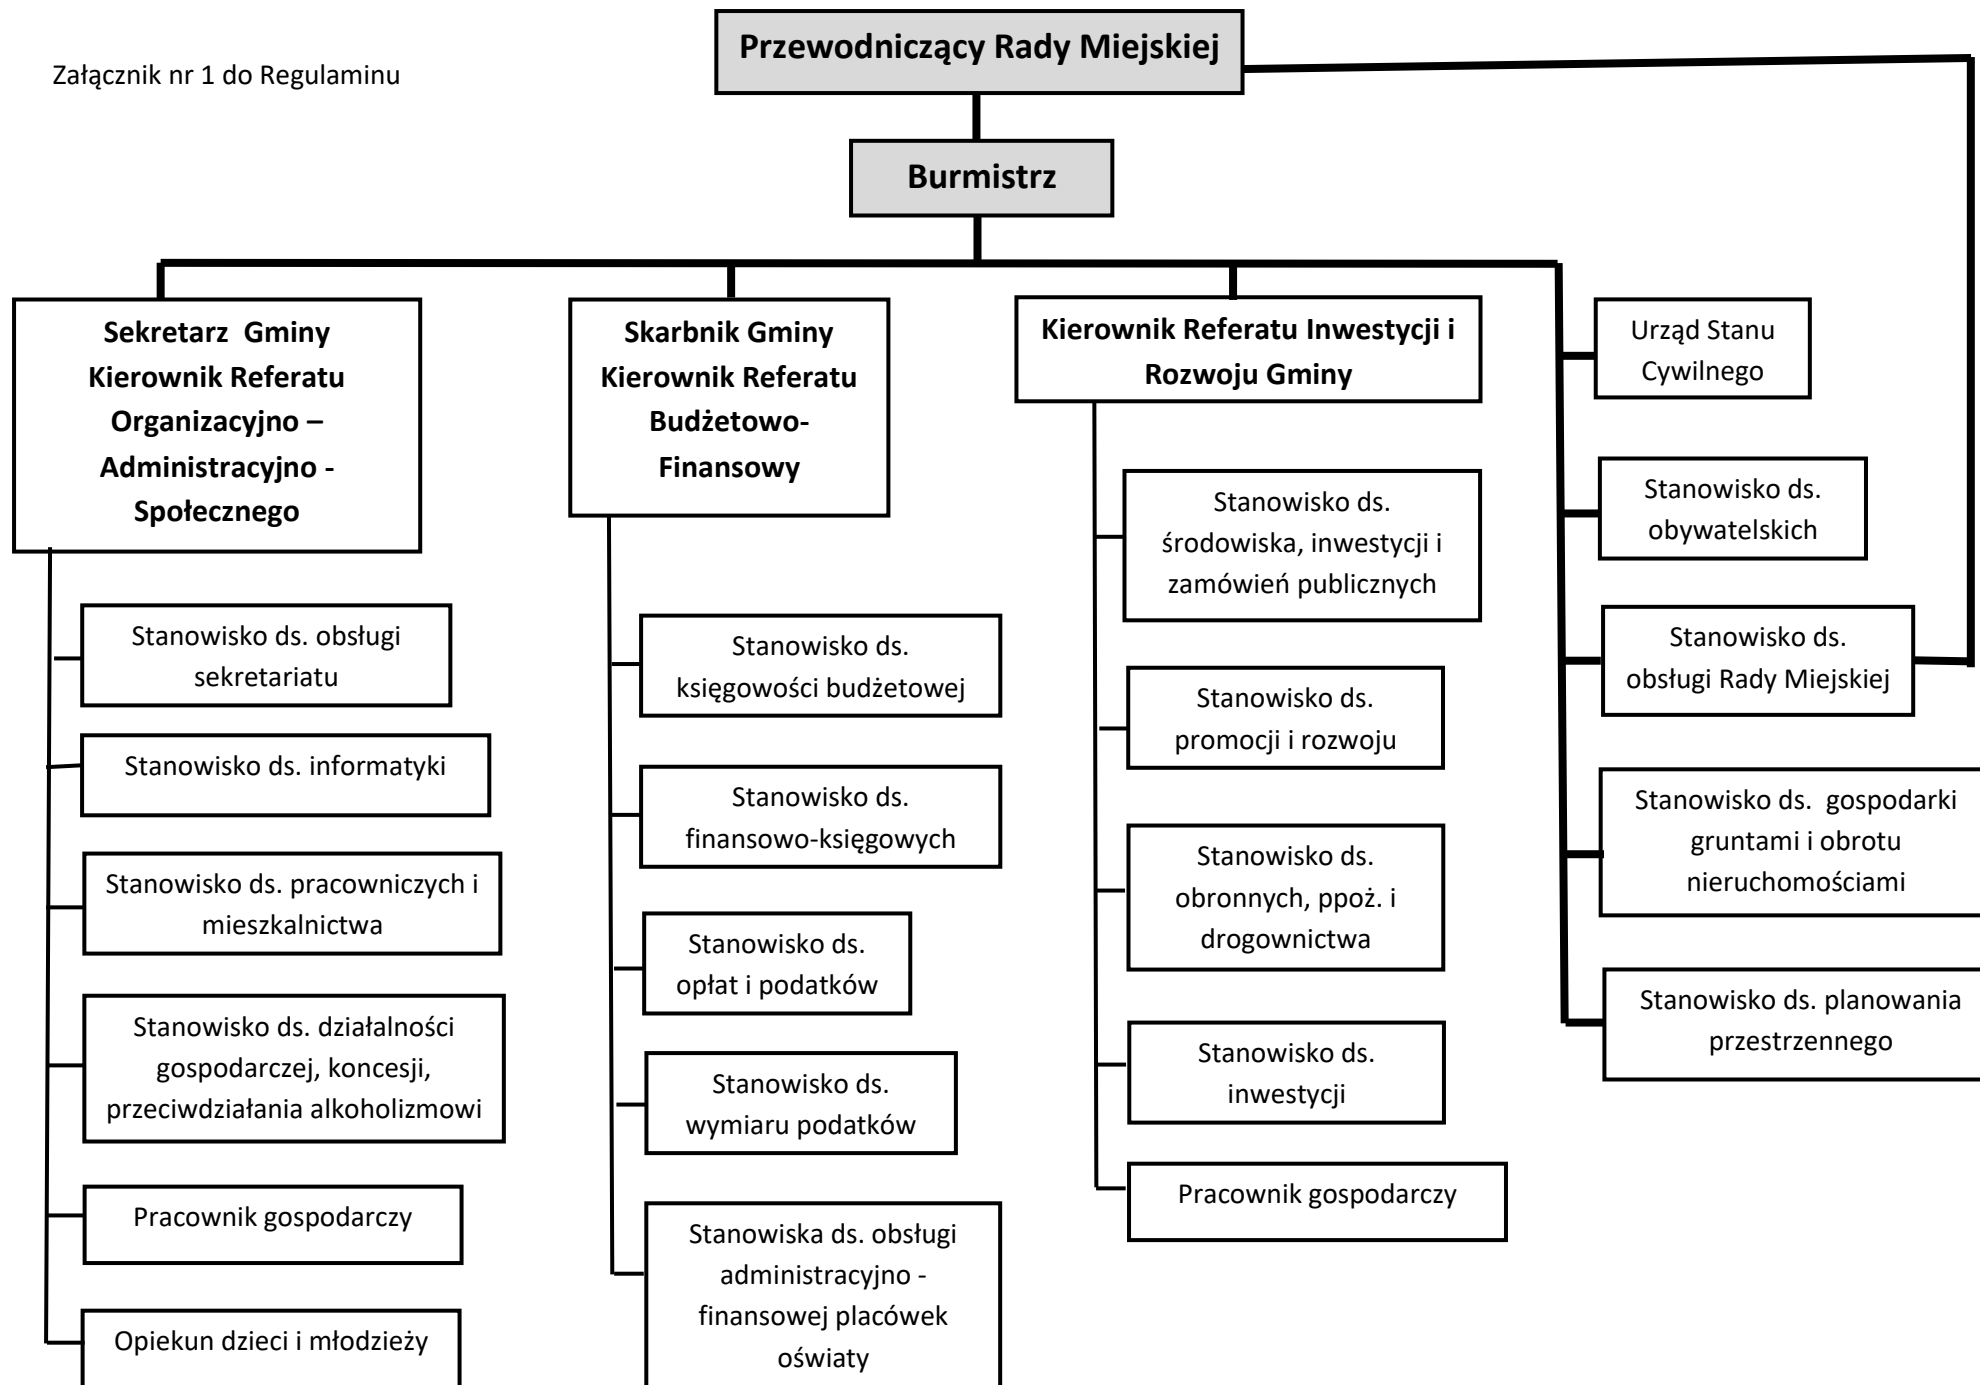 Przewodniczący Rady Miejskiej
Załącznik nr 1 do Regulaminu
Burmistrz
Sekretarz  Gminy
Kierownik Referatu
Organizacyjno –
Administracyjno -
Społecznego
Stanowisko ds. obsługi
sekretariatu
Stanowisko ds. informatyki
Stanowisko ds. pracowniczych i
mieszkalnictwa
Stanowisko ds. działalności
gospodarczej, koncesji,
przeciwdziałania alkoholizmowi
Pracownik gospodarczy
Opiekun dzieci i młodzieży
Skarbnik Gminy
Kierownik Referatu
Budżetowo-
Finansowy
Stanowisko ds.
księgowości budżetowej
Stanowisko ds.
finansowo-księgowych
Stanowisko ds.
opłat i podatków
Stanowisko ds.
wymiaru podatków
Stanowiska ds. obsługi
administracyjno -
finansowej placówek
oświaty
Kierownik Referatu Inwestycji i
Rozwoju Gminy
Stanowisko ds.
środowiska, inwestycji i
zamówień publicznych
Stanowisko ds.
promocji i rozwoju
Stanowisko ds.
obronnych, ppoż. i
drogownictwa
Stanowisko ds.
inwestycji
Pracownik gospodarczy
Urząd Stanu
Cywilnego
Stanowisko ds.
obywatelskich
Stanowisko ds.
obsługi Rady Miejskiej
Stanowisko ds.  gospodarki
gruntami i obrotu
nieruchomościami
Stanowisko ds. planowania
przestrzennego